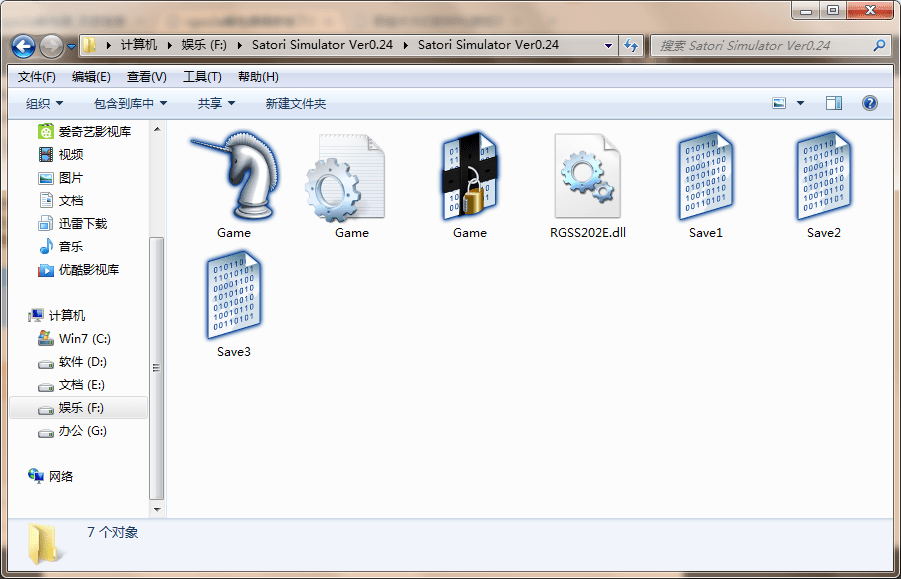 计算机 娱乐 (F:) Satori Simulator Ver0.24 Satori Simulator Ver0.24 搜索 Satori Simulator Ver0.24
文件(F) 编辑(E) 查看(V) 工具(T) 帮助(H)
组织 包含到库中 共享 新建文件夹
爱奇艺影视库
视频
图片
文档
迅雷下载
音乐
优酷影视库
计算机
Win7 (C:)
软件 (D:)
文档 (E:)
娱乐 (F:)
办公 (G:)
网络
Game Game Game RGSS202E.dll Save1 Save2
Save3
7 个对象